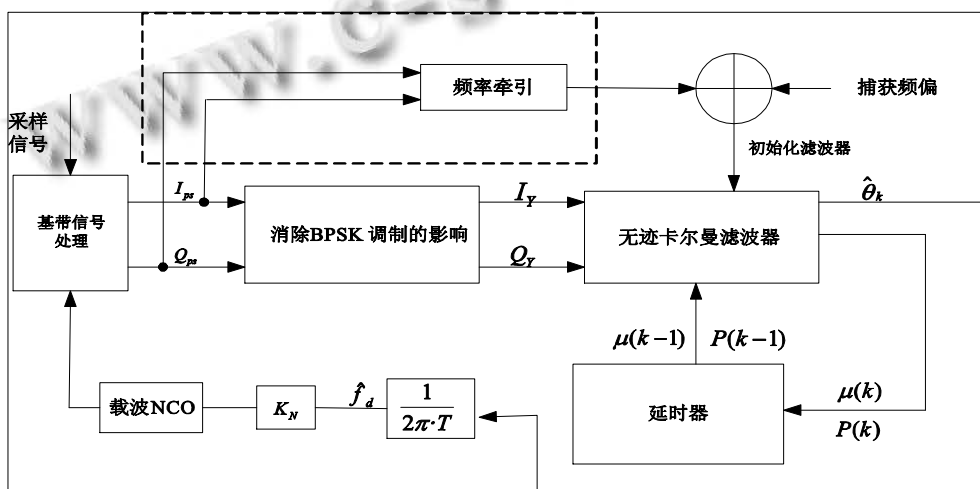 www.c-s
频率牵引
捕获频偏
采样
信号
初始化滤波器
I_ps
I_Y
θ̂_k
基带信号
处理
消除BPSK 调制的影响
无迹卡尔曼滤波器
Q_ps
Q_Y
μ(k−1) P(k−1)
载波NCO
K_N
f̂_d
1
2π·T
延时器
μ(k)
P(k)